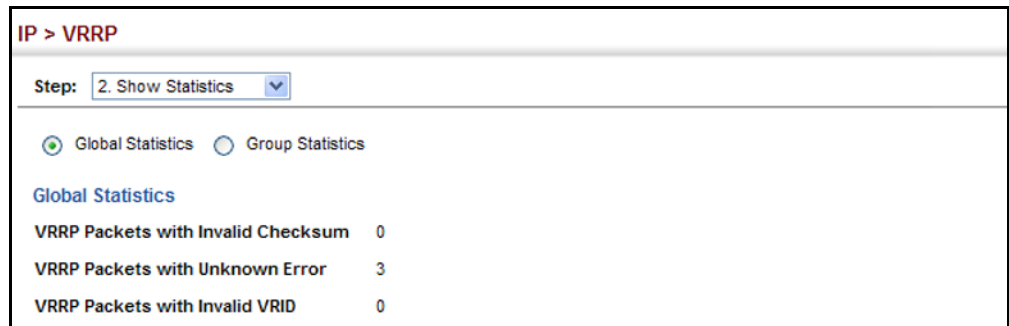 IP > VRRP
Step: 2. Show Statistics
Global Statistics Group Statistics
Global Statistics
VRRP Packets with Invalid Checksum 0
VRRP Packets with Unknown Error 3
VRRP Packets with Invalid VRID 0